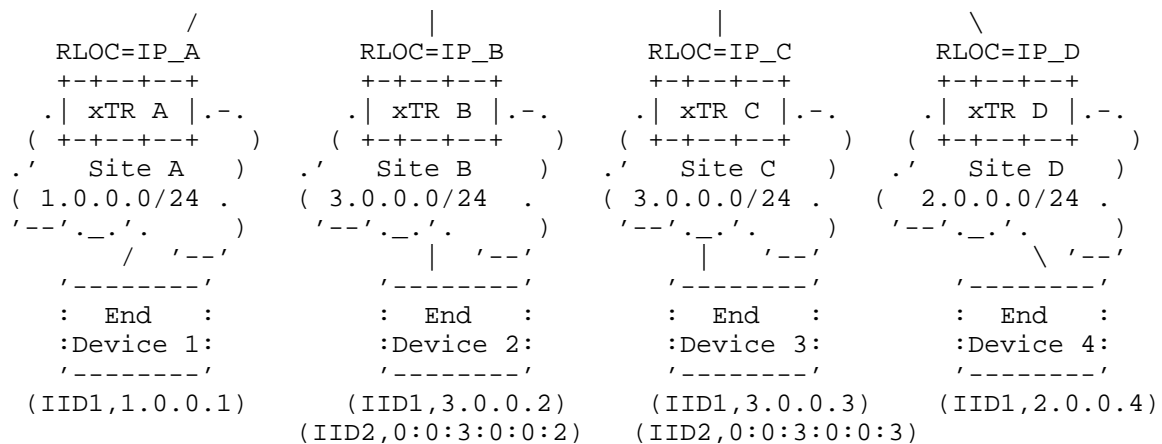 / | | \
RLOC=IP_A RLOC=IP_B RLOC=IP_C RLOC=IP_D
+-+--+--+ +-+--+--+ +-+--+--+ +-+--+--+
.| xTR A |.-. .| xTR B |.-. .| xTR C |.-. .| xTR D |.-.
( +-+--+--+ ) ( +-+--+--+ ) ( +-+--+--+ ) ( +-+--+--+ )
.' Site A ) .' Site B ) .' Site C ) .' Site D )
( 1.0.0.0/24 . ( 3.0.0.0/24 . ( 3.0.0.0/24 . ( 2.0.0.0/24 .
'--'._.'. ) '--'._.'. ) '--'._.'. ) '--'._.'. )
/ '--' | '--' | '--' \ '--'
'--------' '--------' '--------' '--------'
: End : : End : : End : : End :
:Device 1: :Device 2: :Device 3: :Device 4:
'--------' '--------' '--------' '--------'
(IID1,1.0.0.1) (IID1,3.0.0.2) (IID1,3.0.0.3) (IID1,2.0.0.4)
(IID2,0:0:3:0:0:2) (IID2,0:0:3:0:0:3)